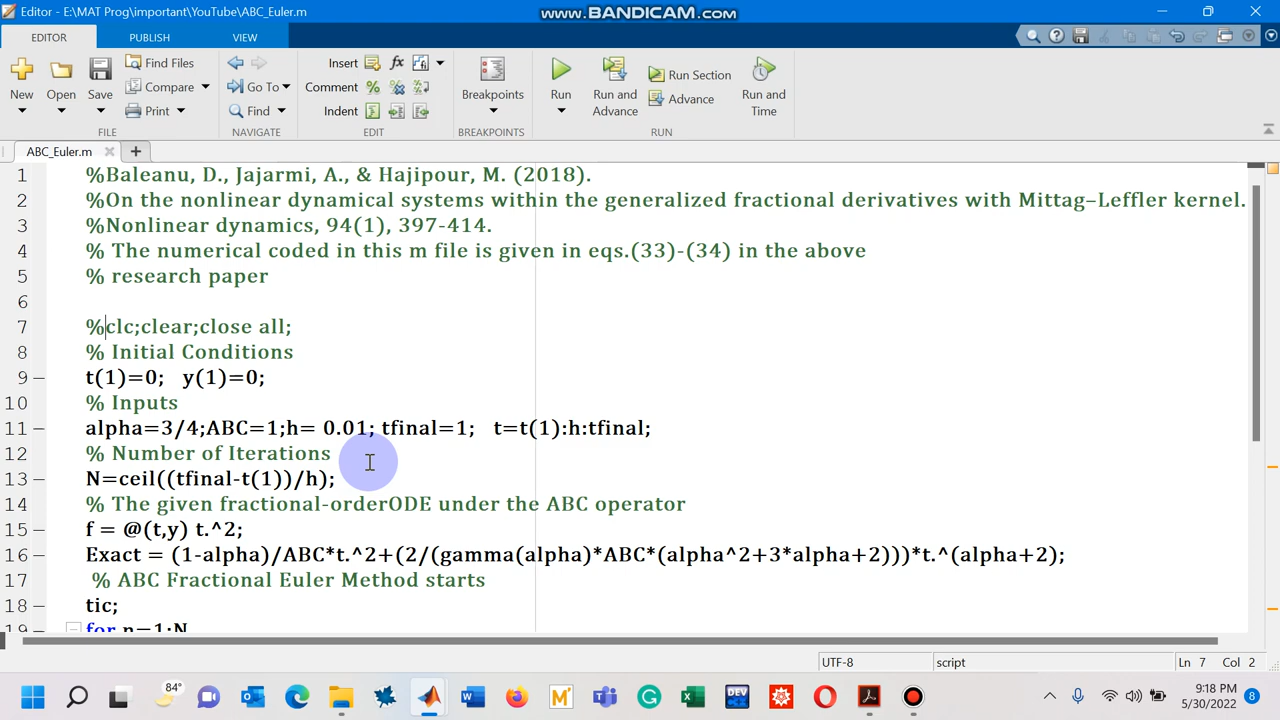 Editor - E:\MAT Prog\important\YouTube\ABC_Euler.m
www.BANDICAM.com
EDITOR PUBLISH VIEW
New Open Save Find Files Compare Print
Go To Find
Insert Comment Indent
Breakpoints
Run Run and Advance Run Section Advance Run and Time
FILE NAVIGATE EDIT BREAKPOINTS RUN
ABC_Euler.m
1 %Baleanu, D., Jajarmi, A., & Hajipour, M. (2018).
2 %On the nonlinear dynamical systems within the generalized fractional derivatives with Mittag–Leffler kernel.
3 %Nonlinear dynamics, 94(1), 397-414.
4 % The numerical coded in this m file is given in eqs.(33)-(34) in the above
5 % research paper
6
7 %clc;clear;close all;
8 % Initial Conditions
9 t(1)=0; y(1)=0;
10 % Inputs
11 alpha=3/4;ABC=1;h= 0.01; tfinal=1; t=t(1):h:tfinal;
12 % Number of Iterations
13 N=ceil((tfinal-t(1))/h);
14 % The given fractional-orderODE under the ABC operator
15 f = @(t,y) t.^2;
16 Exact = (1-alpha)/ABC*t.^2+(2/(gamma(alpha)*ABC*(alpha^2+3*alpha+2)))*t.^(alpha+2);
17 % ABC Fractional Euler Method starts
18 tic;
19 for n=1:N
UTF-8 script Ln 7 Col 2
84° 9:18 PM
5/30/2022 8